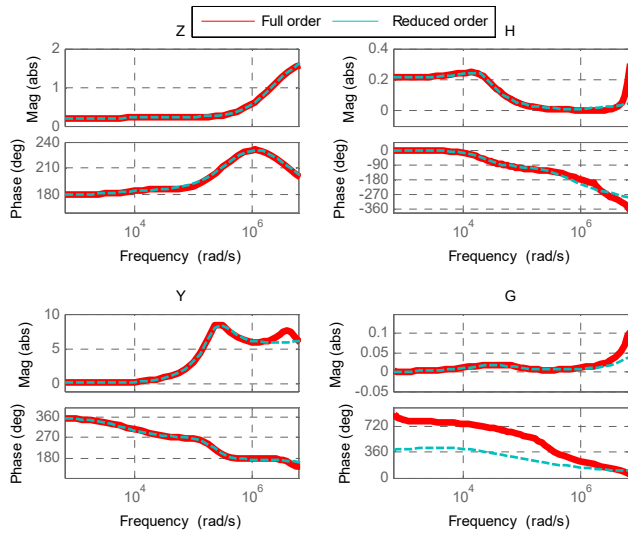 Full order
Reduced order
Z
Mag (abs)
2
1
0
Phase (deg)
240
210
180
10^4
10^6
Frequency (rad/s)
H
Mag (abs)
0.4
0.2
0
Phase (deg)
0
-90
-180
-270
-360
10^4
10^6
Frequency (rad/s)
Y
Mag (abs)
10
5
0
Phase (deg)
360
270
180
10^4
10^6
Frequency (rad/s)
G
Mag (abs)
0.1
0.05
0
-0.05
Phase (deg)
720
360
0
10^4
10^6
Frequency (rad/s)